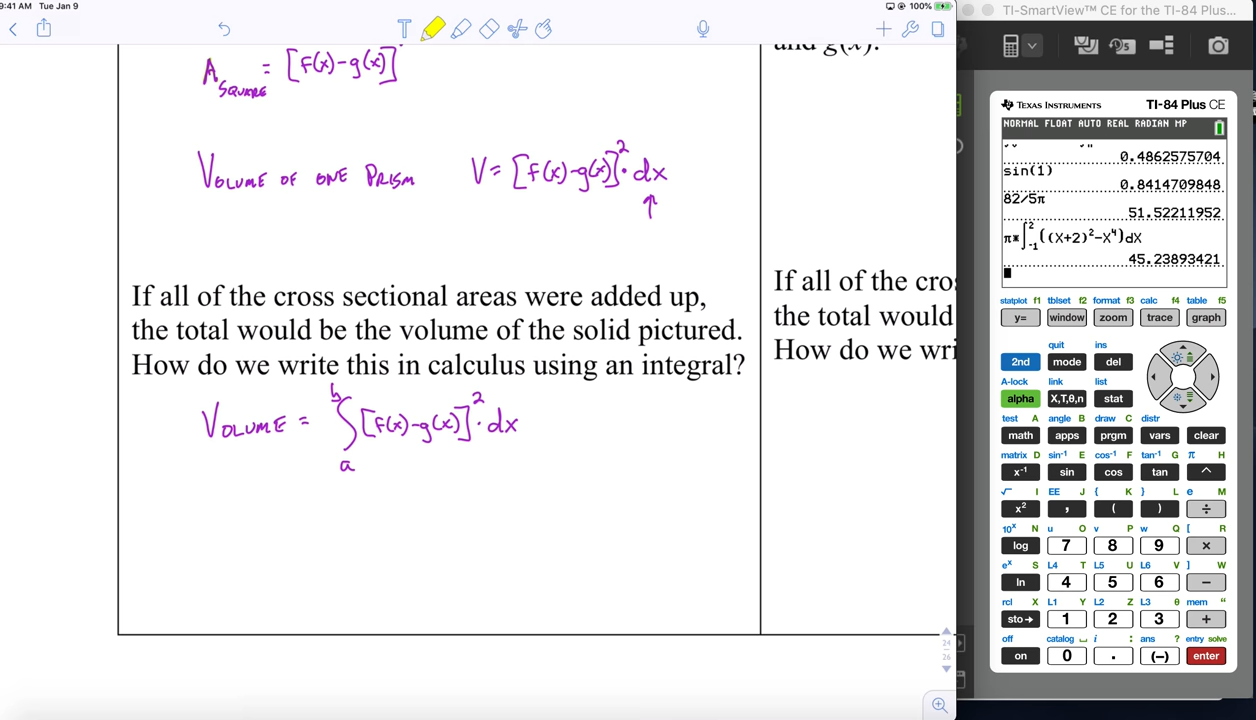 9:41 AM Tue Jan 9
100%
TI-SmartView™ CE for the TI-84 Plus...
and g(x).
A SQUARE = [f(x)-g(x)]
VOLUME OF ONE PRISM V = [f(x)-g(x)]²· dx
If all of the cross sectional areas were added up,
the total would be the volume of the solid pictured.
How do we write this in calculus using an integral?
VOLUME = ∫ₐᵇ [f(x)-g(x)]²· dx
If all of the cro
the total would
How do we wri
24
26
TEXAS INSTRUMENTS TI-84 Plus CE
NORMAL FLOAT AUTO REAL RADIAN MP
0.4862575704
sin(1)
0.8414709848
82/5π
51.52211952
π*∫₋₁²((X+2)²-X⁴)dX
45.23893421
statplot f1 tblset f2 format f3 calc f4 table f5
y= window zoom trace graph
quit ins
2nd mode del
A-lock link list
alpha X,T,θ,n stat
test A angle B draw C distr
math apps prgm vars clear
matrix D sin⁻¹ E cos⁻¹ F tan⁻¹ G π H
x⁻¹ sin cos tan ^
√ I EE J { K } L e M
x² , ( ) ÷
10ˣ N u O v P w Q [ R
log 7 8 9 ×
eˣ S L4 T L5 U L6 V ] W
ln 4 5 6 −
rcl X L1 Y L2 Z L3 θ mem "
sto→ 1 2 3 +
off catalog i : ans ? entry solve
on 0 . (−) enter